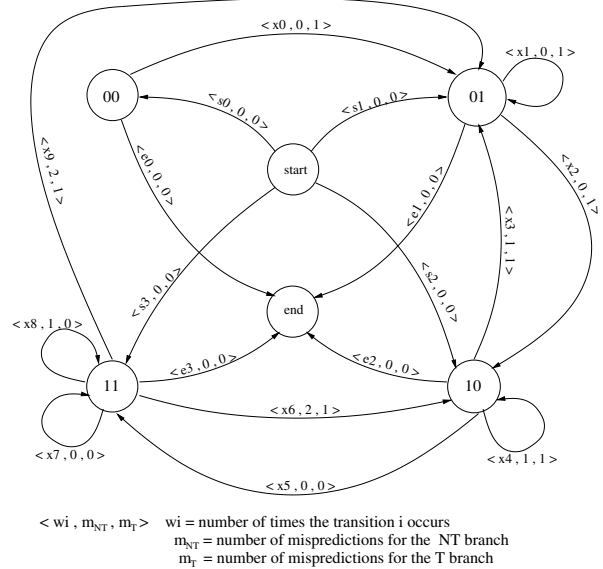 < x0 , 0 , 1 >
< x1 , 0 , 1 >
00
01
< s0 , 0 , 0 >
< s1 , 0 , 0 >
< x9 , 2 , 1 >
< e0 , 0 , 0 >
start
< e1 , 0 , 0 >
< x2 , 0 , 1 >
< x3 , 1 , 1 >
< s3 , 0 , 0 >
< s2 , 0 , 0 >
end
< x8 , 1 , 0 >
< e3 , 0 , 0 >
< e2 , 0 , 0 >
11
10
< x6 , 2 , 1 >
< x7 , 0 , 0 >
< x4 , 1 , 1 >
< x5 , 0 , 0 >
< wi , mNT , mT > wi = number of times the transition i occurs
mNT = number of mispredictions for the NT branch
mT = number of mispredictions for the T branch